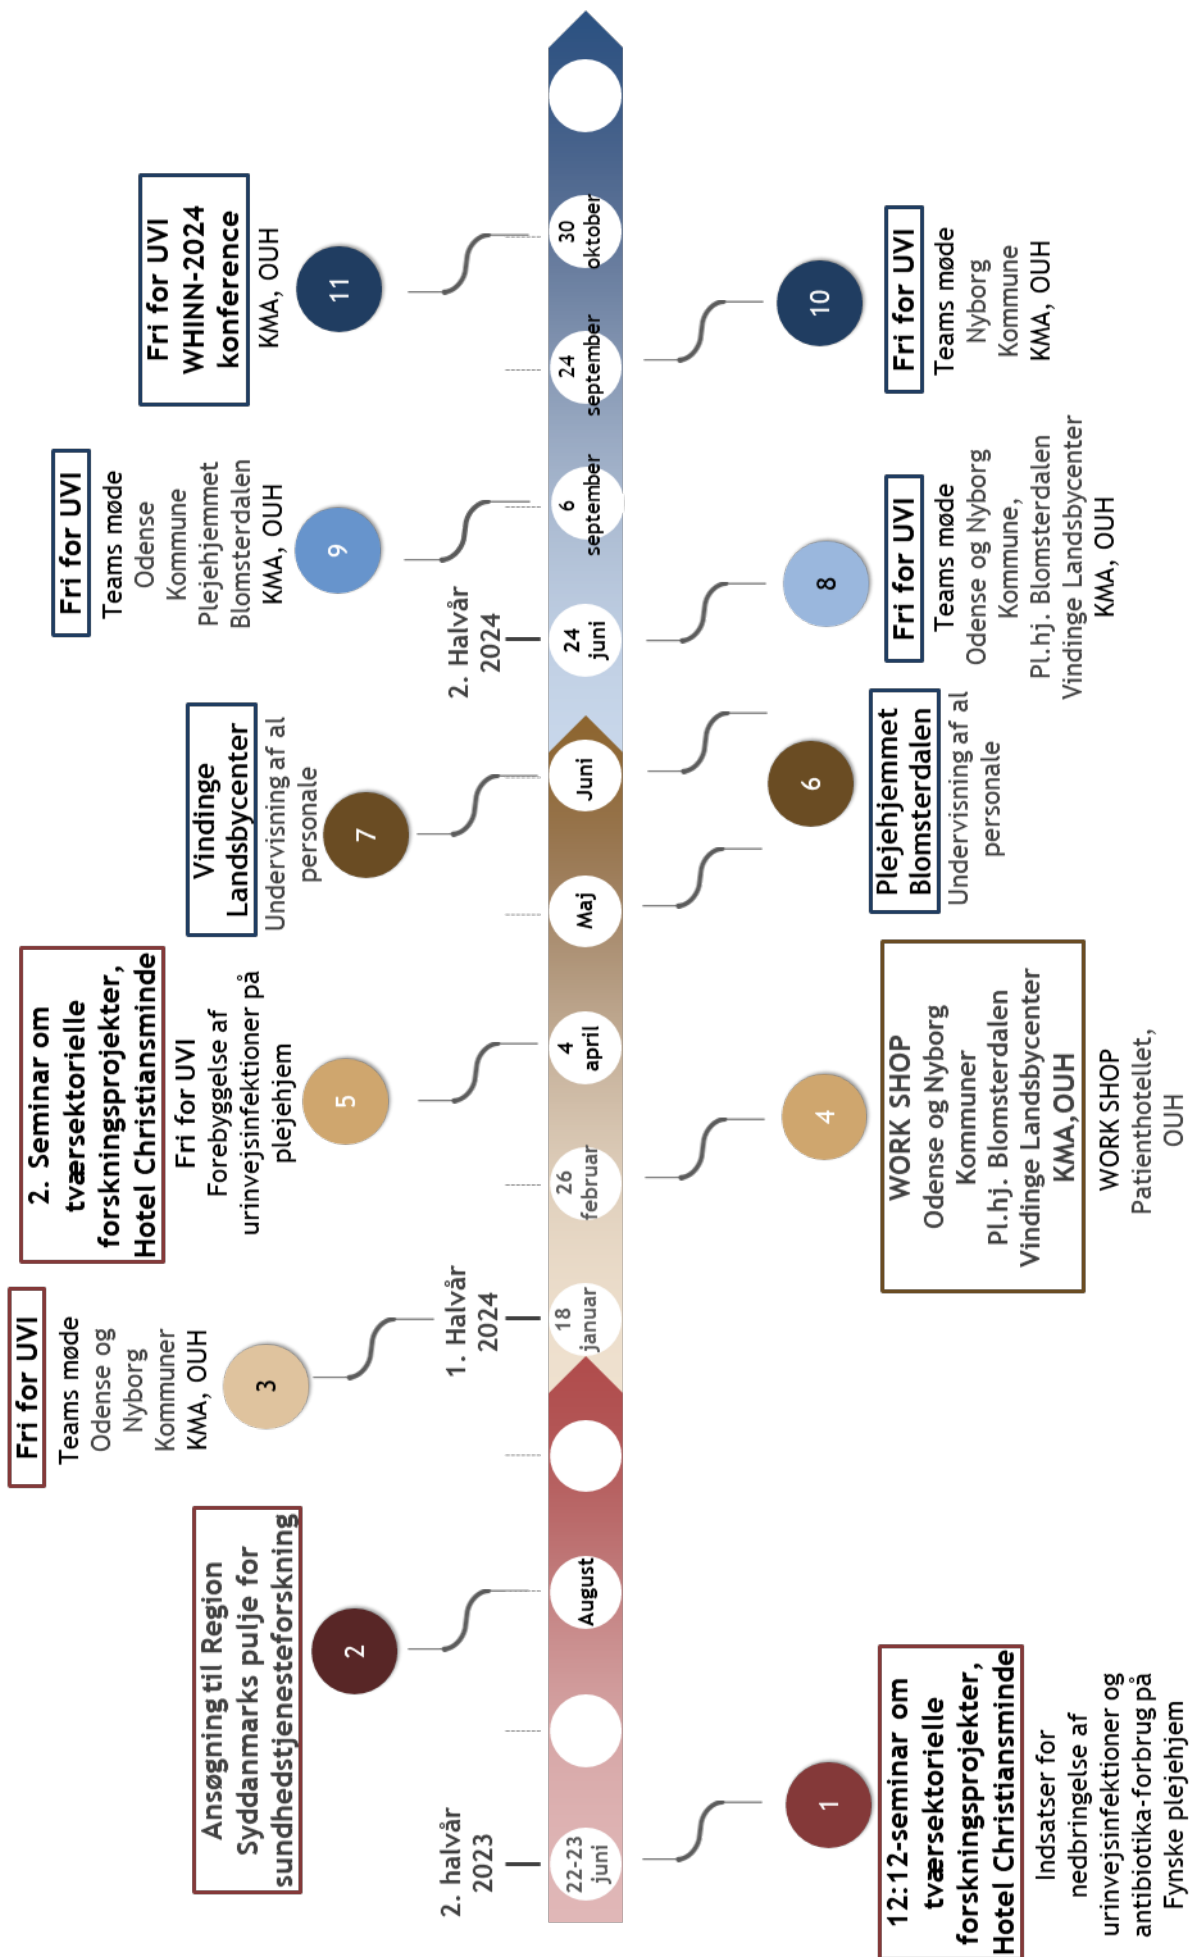 2. halvår
2023
22-23
juni
1
12:12-seminar om
tværsektorielle
forskningsprojekter,
Hotel Christiansminde
Indsatser for
nedbringelse af
urinvejsinfektioner og
antibiotika-forbrug på
Fynske plejehjem
Ansøgning til Region
Syddanmarks pulje for
sundhedstjenesteforskning
2
August
Fri for UVI
Teams møde
Odense og
Nyborg
Kommuner
KMA, OUH
3
1. Halvår
2024
18
januar
26
februar
4
WORK SHOP
Odense og Nyborg
Kommuner
Pl.hj. Blomsterdalen
Vindinge Landsbycenter
KMA,OUH
WORK SHOP
Patienthotellet,
OUH
2. Seminar om
tværsektorielle
forskningsprojekter,
Hotel Christiansminde
Fri for UVI
Forebyggelse af
urinvejsinfektioner på
plejehjem
5
4
april
Maj
6
Plejehjemmet
Blomsterdalen
Undervisning af al
personale
Vindinge
Landsbycenter
Undervisning af al
personale
7
Juni
2. Halvår
2024
24
juni
8
Fri for UVI
Teams møde
Odense og Nyborg
Kommune,
Pl.hj. Blomsterdalen
Vindinge Landsbycenter
KMA, OUH
Fri for UVI
Teams møde
Odense
Kommune
Plejehjemmet
Blomsterdalen
KMA, OUH
9
6
september
24
september
10
Fri for UVI
Teams møde
Nyborg
Kommune
KMA, OUH
Fri for UVI
WHINN-2024
konference
KMA, OUH
11
30
oktober